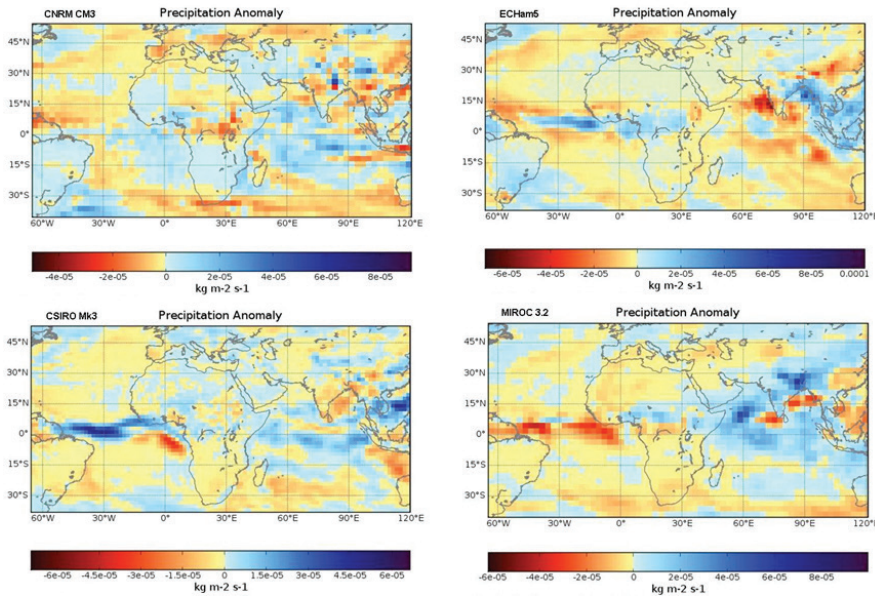 CNRM CM3 Precipitation Anomaly
45°N
30°N
15°N
0°
15°S
30°S
60°W 30°W 0° 30°E 60°E 90°E 120°E
-4e-05 -2e-05 0 2e-05 4e-05 6e-05 8e-05
kg m-2 s-1
ECHam5 Precipitation Anomaly
45°N
30°N
15°N
0°
15°S
30°S
60°W 30°W 0° 30°E 60°E 90°E 120°E
-6e-05 -4e-05 -2e-05 0 2e-05 4e-05 6e-05 8e-05 0.0001
kg m-2 s-1
CSIRO Mk3 Precipitation Anomaly
45°N
30°N
15°N
0°
15°S
30°S
60°W 30°W 0° 30°E 60°E 90°E 120°E
-6e-05 -4.5e-05 -3e-05 -1.5e-05 0 1.5e-05 3e-05 4.5e-05 6e-05
kg m-2 s-1
MIROC 3.2 Precipitation Anomaly
45°N
30°N
15°N
0°
15°S
30°S
60°W 30°W 0° 30°E 60°E 90°E 120°E
-6e-05 -4e-05 -2e-05 0 2e-05 4e-05 6e-05 8e-05
kg m-2 s-1